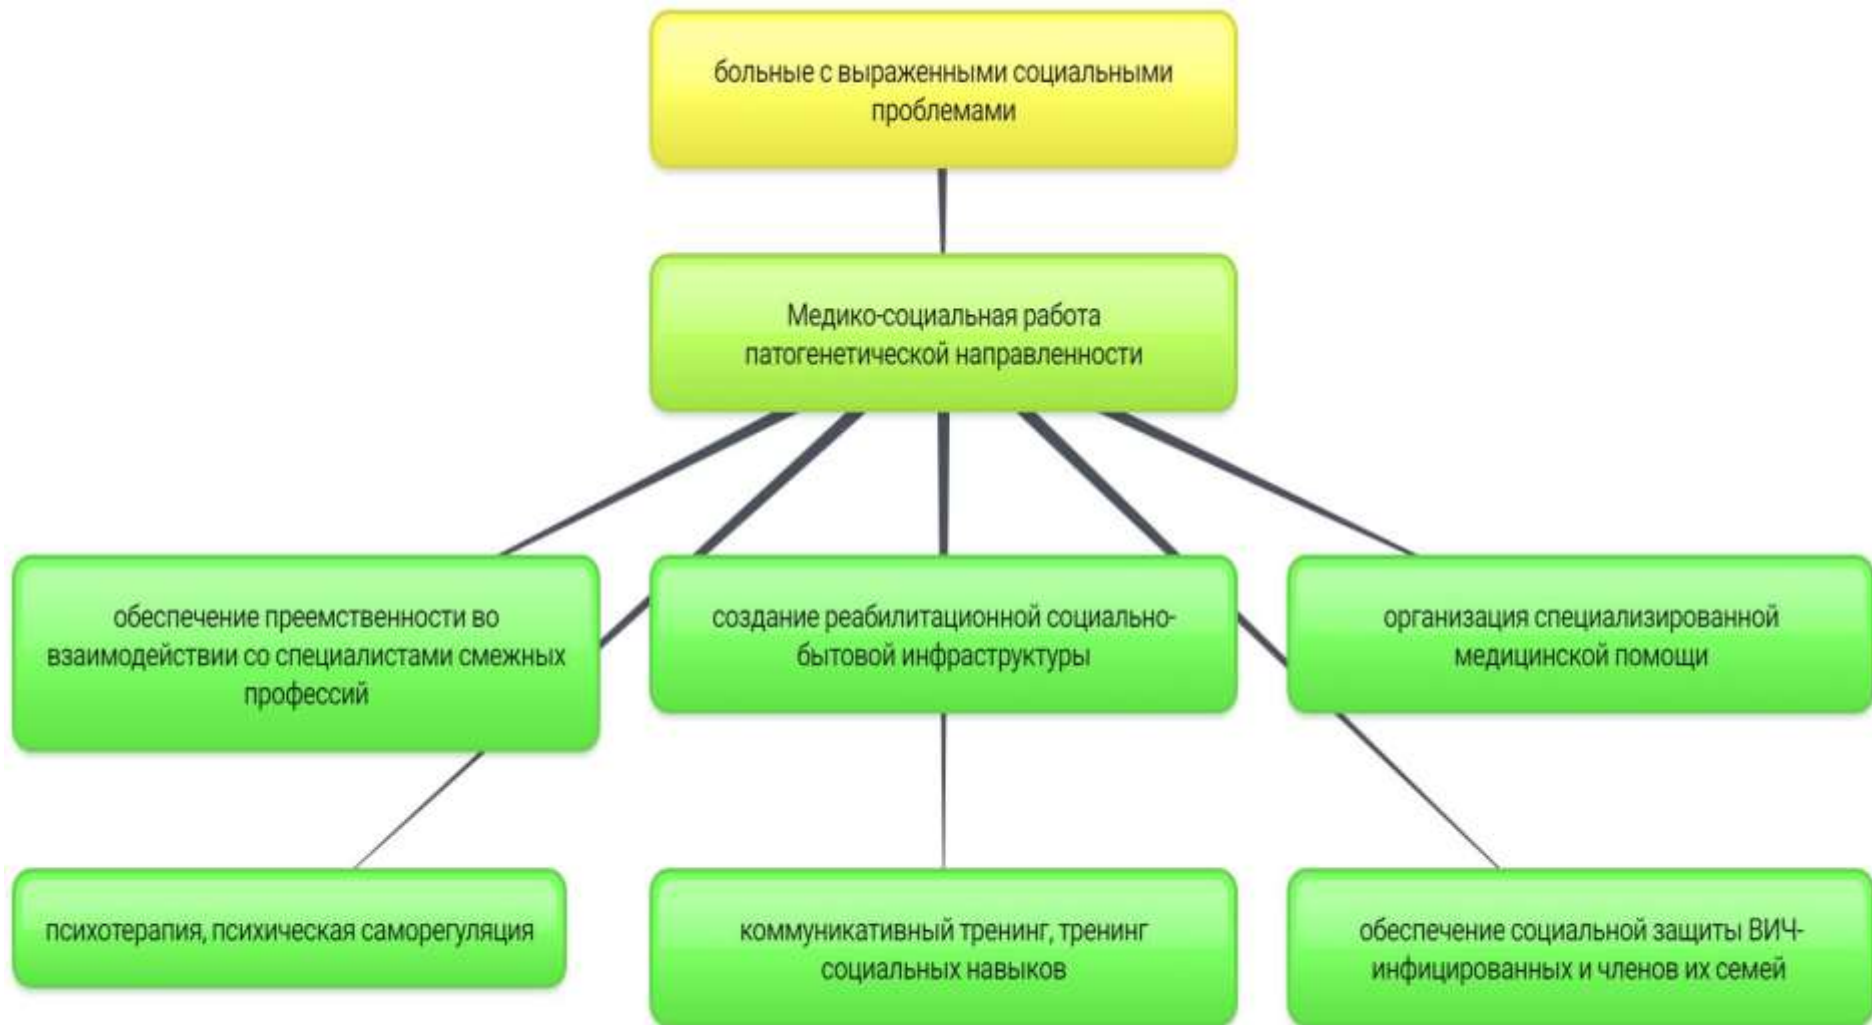 больные с выраженными социальными
проблемами
Медико-социальная работа
патогенетической направленности
обеспечение преемственности во
взаимодействии со специалистами смежных
профессий
создание реабилитационной социально-
бытовой инфраструктуры
организация специализированной
медицинской помощи
психотерапия, психическая саморегуляция
коммуникативный тренинг, тренинг
социальных навыков
обеспечение социальной защиты ВИЧ-
инфицированных и членов их семей